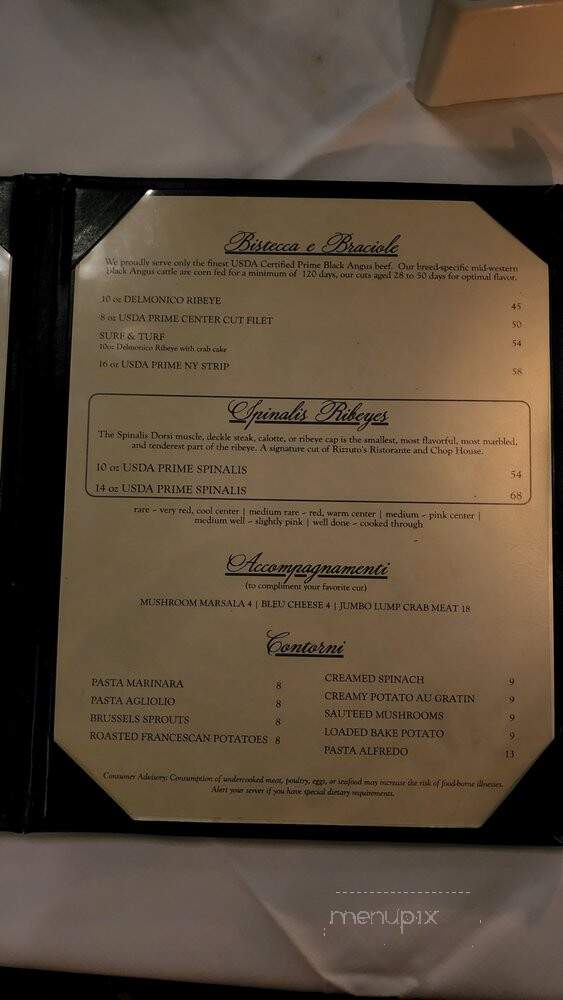 Bistecca e Braciole
We proudly serve only the finest USDA Certified Prime Black Angus beef. Our breed-specific mid-western
black Angus cattle are corn fed for a minimum of 120 days, our cuts aged 28 to 50 days for optimal flavor.
10 oz DELMONICO RIBEYE 45
8 oz USDA PRIME CENTER CUT FILET 50
SURF & TURF 54
10oz Delmonico Ribeye with crab cake
16 oz USDA PRIME NY STRIP 58
Spinalis Ribeyes
The Spinalis Dorsi muscle, deckle steak, calotte, or ribeye cap is the smallest, most flavorful, most marbled,
and tenderest part of the ribeye. A signature cut of Rizzuto's Ristorante and Chop House.
10 oz USDA PRIME SPINALIS 54
14 oz USDA PRIME SPINALIS 68
rare ~ very red, cool center | medium rare ~ red, warm center | medium ~ pink center |
medium well ~ slightly pink | well done ~ cooked through
Accompagnamenti
(to compliment your favorite cut)
MUSHROOM MARSALA 4 | BLEU CHEESE 4 | JUMBO LUMP CRAB MEAT 18
Contorni
PASTA MARINARA 8
PASTA AGLIOLIO 8
BRUSSELS SPROUTS 8
ROASTED FRANCESCAN POTATOES 8
CREAMED SPINACH 9
CREAMY POTATO AU GRATIN 9
SAUTEED MUSHROOMS 9
LOADED BAKE POTATO 9
PASTA ALFREDO 13
Consumer Advisory: Consumption of undercooked meat, poultry, eggs, or seafood may increase the risk of food-borne illnesses.
Alert your server if you have special dietary requirements.
menupix